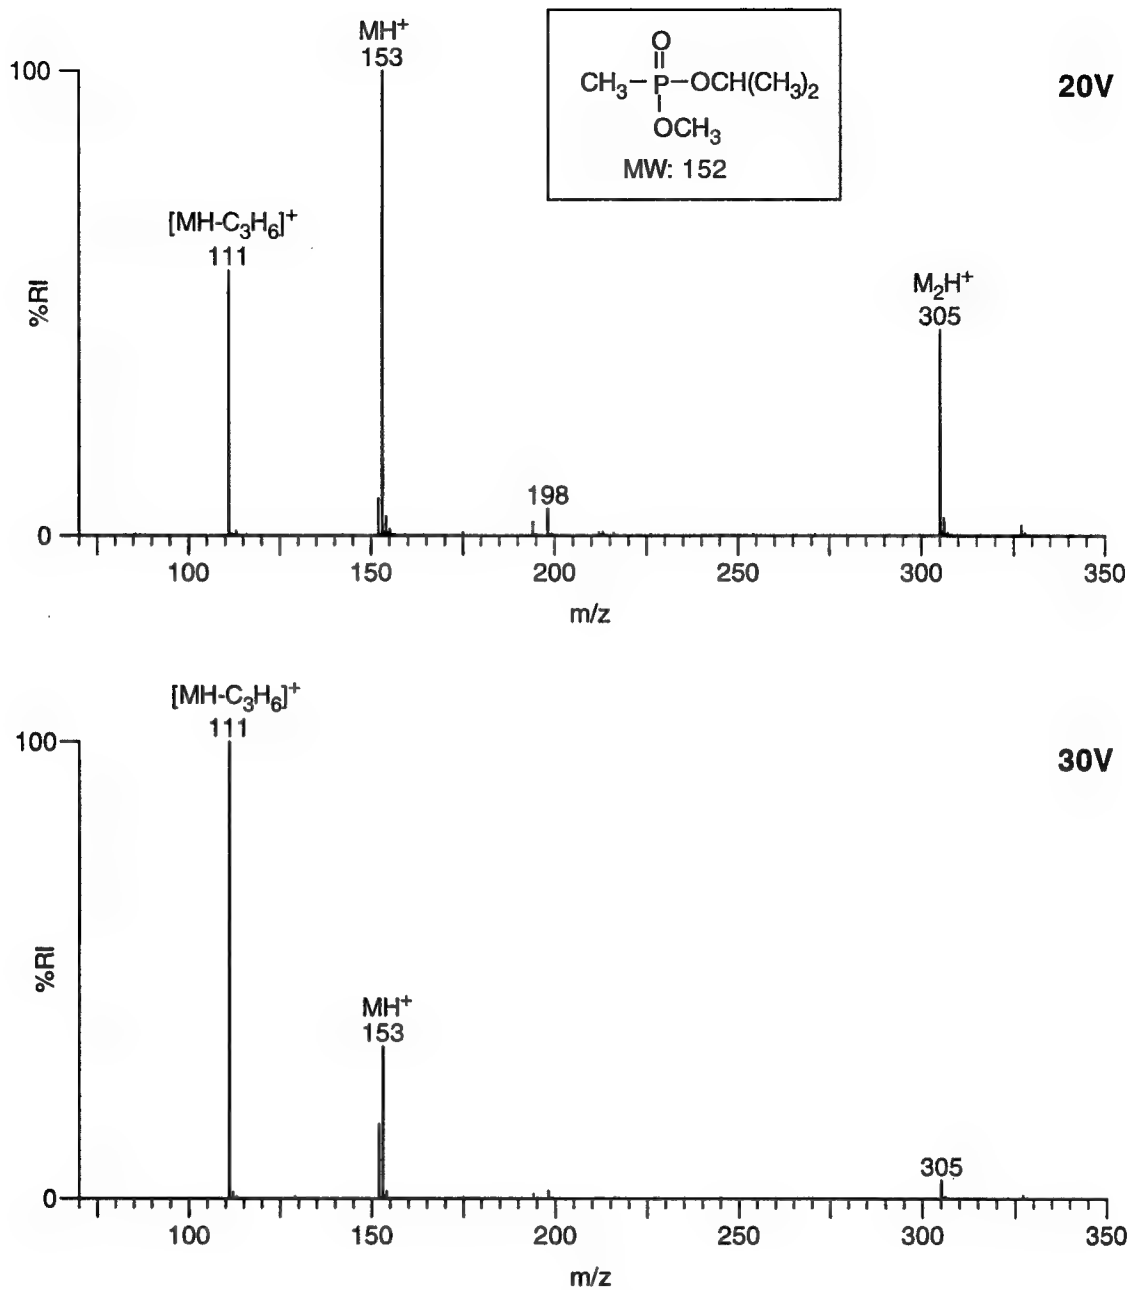 MH⁺
153
100
20V
O
CH₃-P-OCH(CH₃)₂
OCH₃
MW: 152
[MH-C₃H₆]⁺
111
M₂H⁺
305
%RI
198
0
100 150 200 250 300 350
m/z
[MH-C₃H₆]⁺
111
100
30V
%RI
MH⁺
153
305
0
100 150 200 250 300 350
m/z